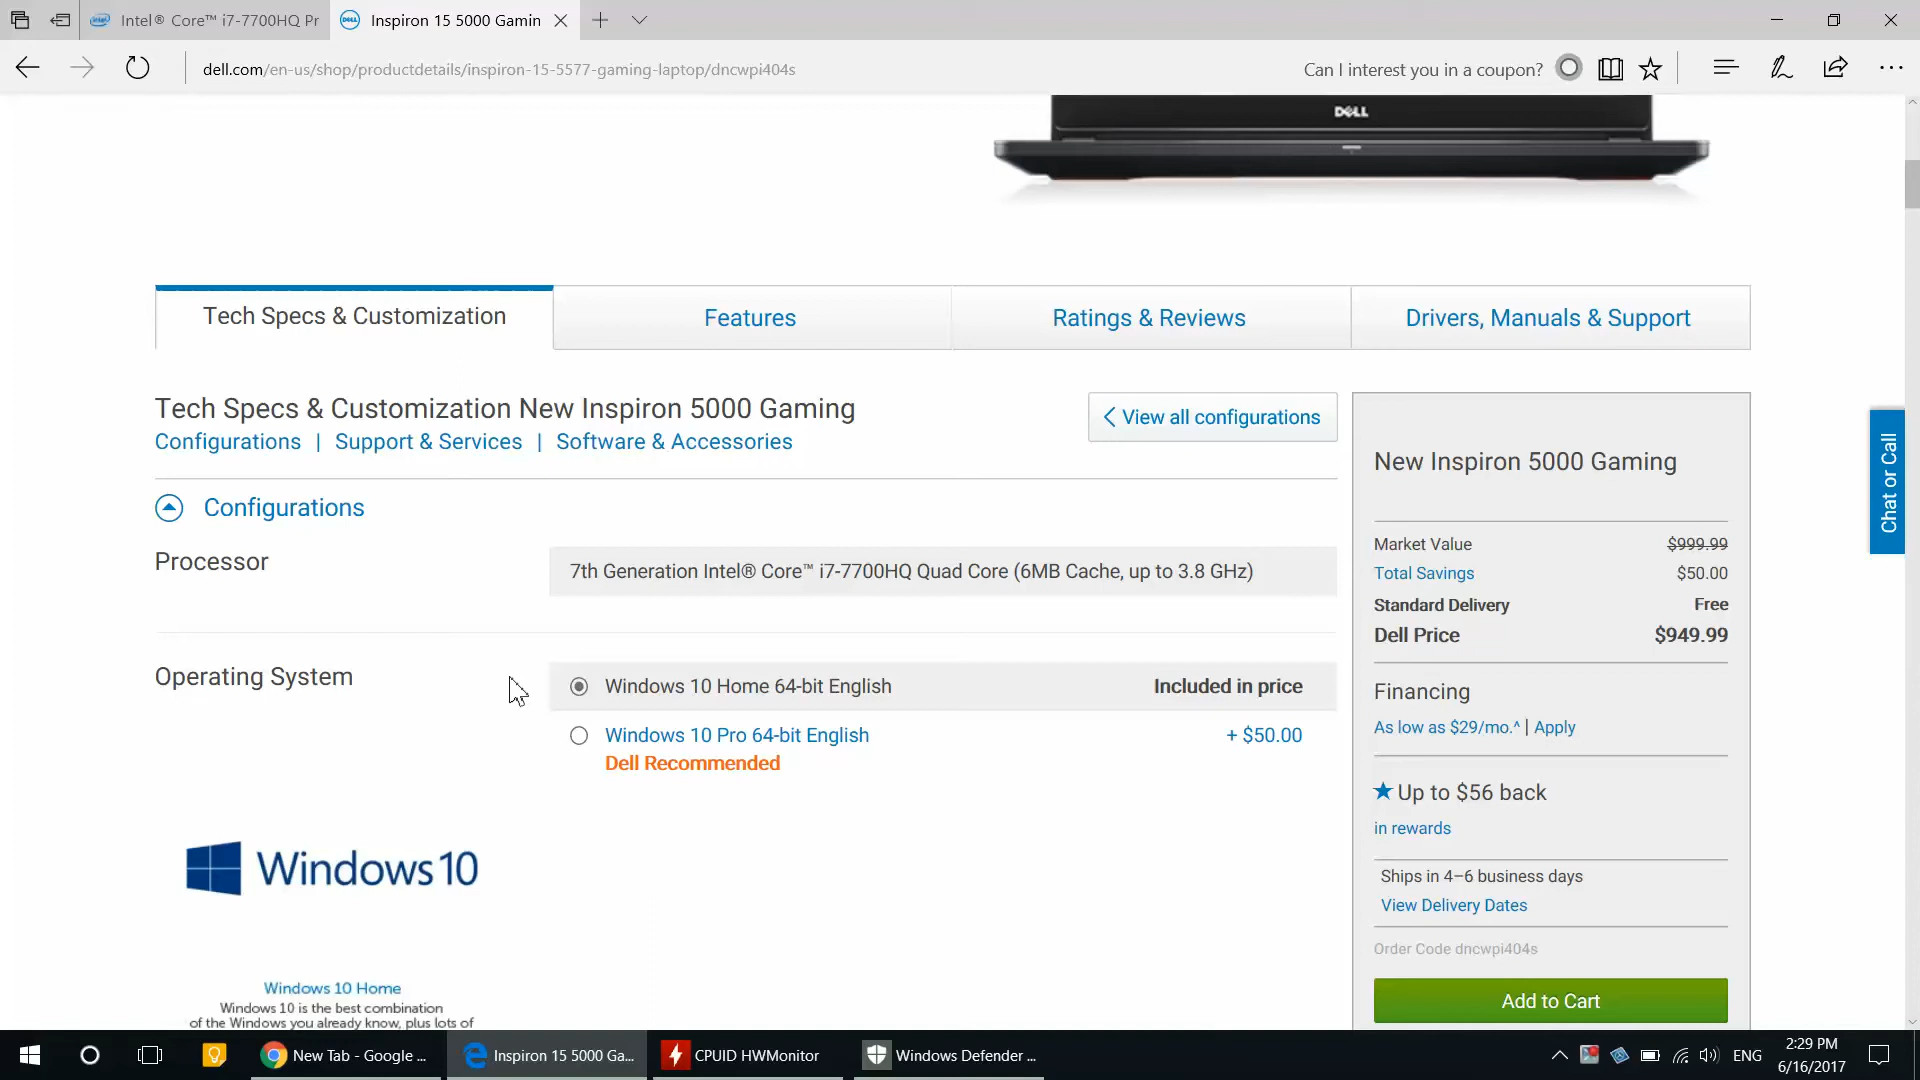 Intel® Core™ i7-7700HQ Pr
DELL
Inspiron 15 5000 Gamin
dell.com/en-us/shop/productdetails/inspiron-15-5577-gaming-laptop/dncwpi404s
Can I interest you in a coupon?
DELL
Tech Specs & Customization
Features
Ratings & Reviews
Drivers, Manuals & Support
Tech Specs & Customization New Inspiron 5000 Gaming
Configurations | Support & Services | Software & Accessories
View all configurations
Configurations
Processor
7th Generation Intel® Core™ i7-7700HQ Quad Core (6MB Cache, up to 3.8 GHz)
Operating System
Windows 10 Home 64-bit English
Included in price
Windows 10 Pro 64-bit English
+ $50.00
Dell Recommended
Windows 10
Windows 10 Home
Windows 10 is the best combination
of the Windows you already know, plus lots of
New Inspiron 5000 Gaming
Market Value $999.99
Total Savings $50.00
Standard Delivery Free
Dell Price $949.99
Financing
As low as $29/mo.^ | Apply
Up to $56 back
in rewards
Ships in 4–6 business days
View Delivery Dates
Order Code dncwpi404s
Add to Cart
Chat or Call
New Tab - Google ...
Inspiron 15 5000 Ga...
CPUID HWMonitor
Windows Defender ...
ENG
2:29 PM
6/16/2017